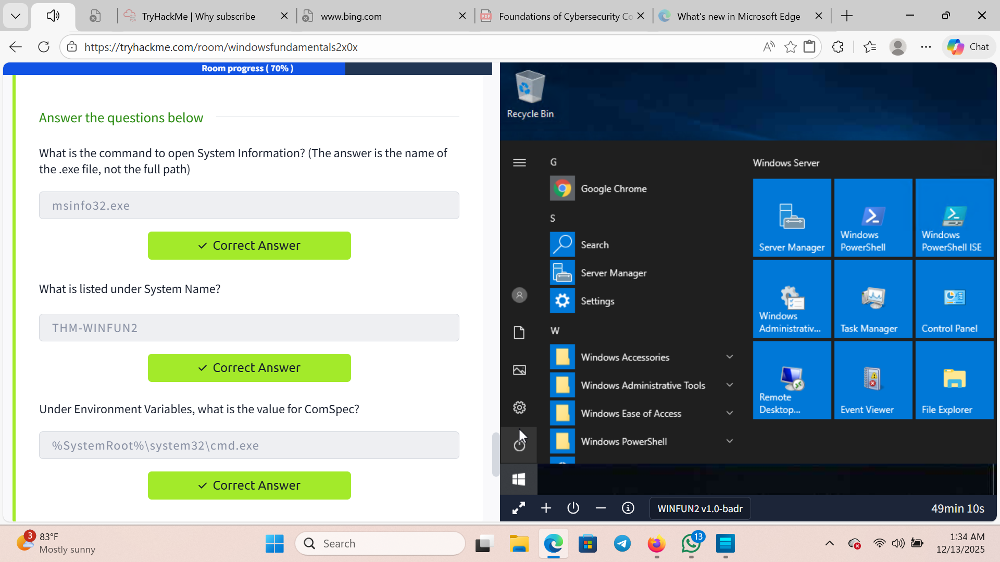 TryHackMe | Why subscribe
www.bing.com
Foundations of Cybersecurity Co
What's new in Microsoft Edge
https://tryhackme.com/room/windowsfundamentals2x0x
Chat
Room progress ( 70% )
Answer the questions below
What is the command to open System Information? (The answer is the name of
the .exe file, not the full path)
msinfo32.exe
✓ Correct Answer
What is listed under System Name?
THM-WINFUN2
✓ Correct Answer
Under Environment Variables, what is the value for ComSpec?
%SystemRoot%\system32\cmd.exe
✓ Correct Answer
Recycle Bin
G
Google Chrome
S
Search
Server Manager
Settings
W
Windows Accessories
Windows Administrative Tools
Windows Ease of Access
Windows PowerShell
Windows Server
Server Manager
Windows
PowerShell
Windows
PowerShell ISE
Windows
Administrativ...
Task Manager
Control Panel
Remote
Desktop...
Event Viewer
File Explorer
WINFUN2 v1.0-badr
49min 10s
3
83°F
Mostly sunny
Search
13
1:34 AM
12/13/2025